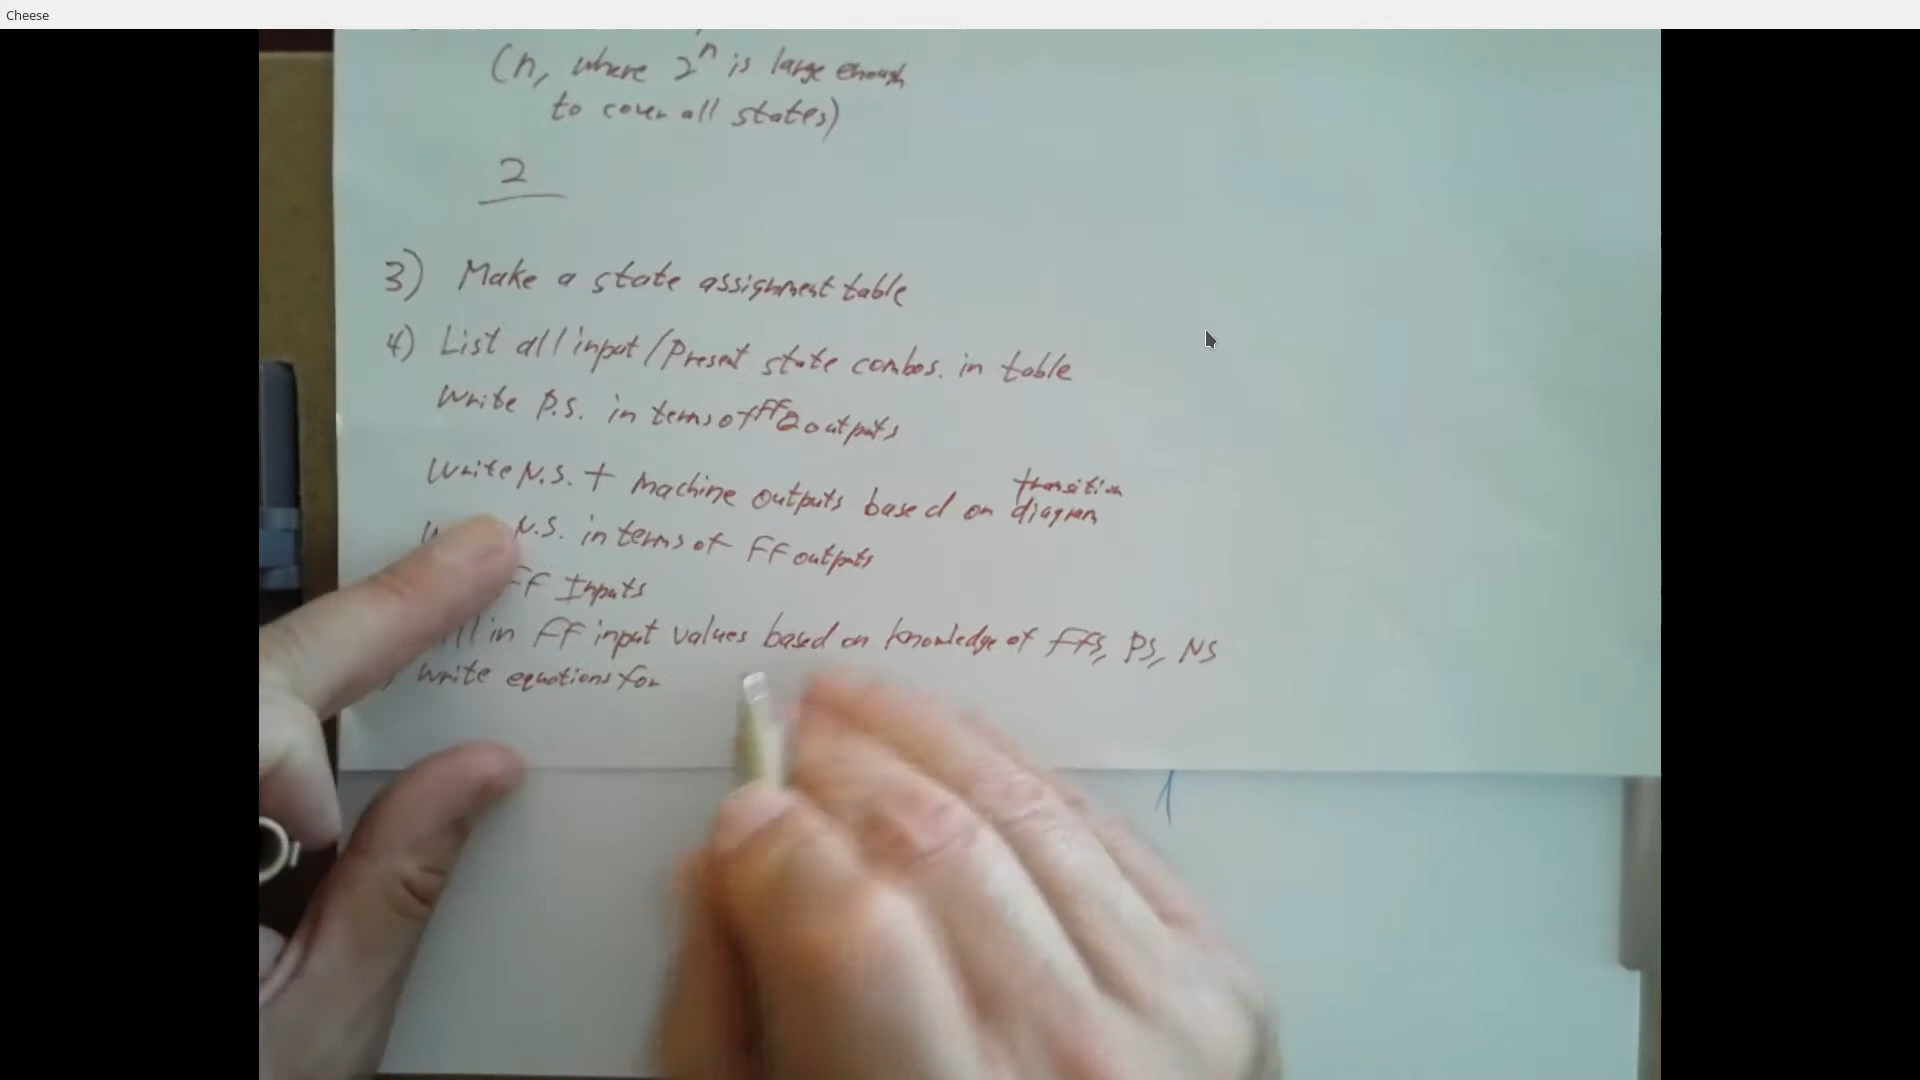 Cheese
(n, where 2^n is large enough
to cover all states)
2
3) Make a state assignment table
4) List all input/Present state combos. in table
Write P.S. in terms of FF Q outputs
Write N.S. + machine outputs based on transition diagram
N.S. in terms of FF outputs
FF Inputs
in FF input values based on knowledge of FFs, PS, NS
Write equations for